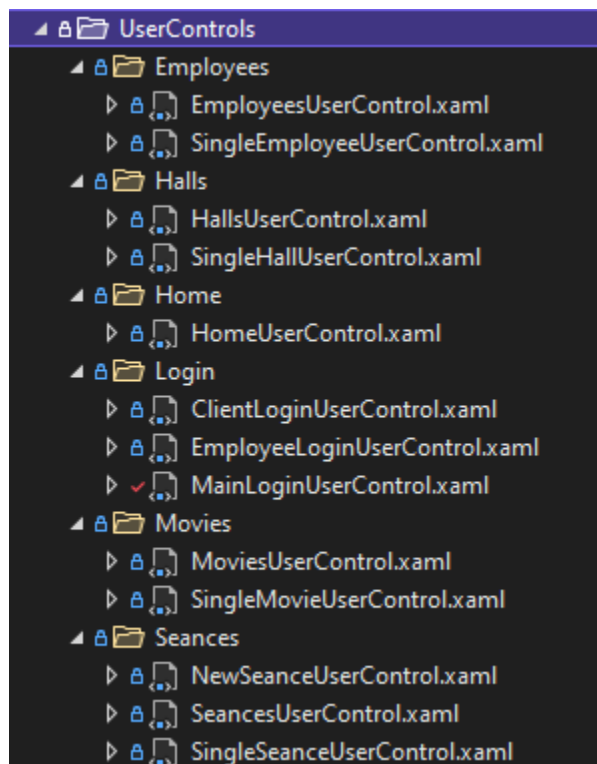 UserControls
Employees
EmployeesUserControl.xaml
SingleEmployeeUserControl.xaml
Halls
HallsUserControl.xaml
SingleHallUserControl.xaml
Home
HomeUserControl.xaml
Login
ClientLoginUserControl.xaml
EmployeeLoginUserControl.xaml
MainLoginUserControl.xaml
Movies
MoviesUserControl.xaml
SingleMovieUserControl.xaml
Seances
NewSeanceUserControl.xaml
SeancesUserControl.xaml
SingleSeanceUserControl.xaml